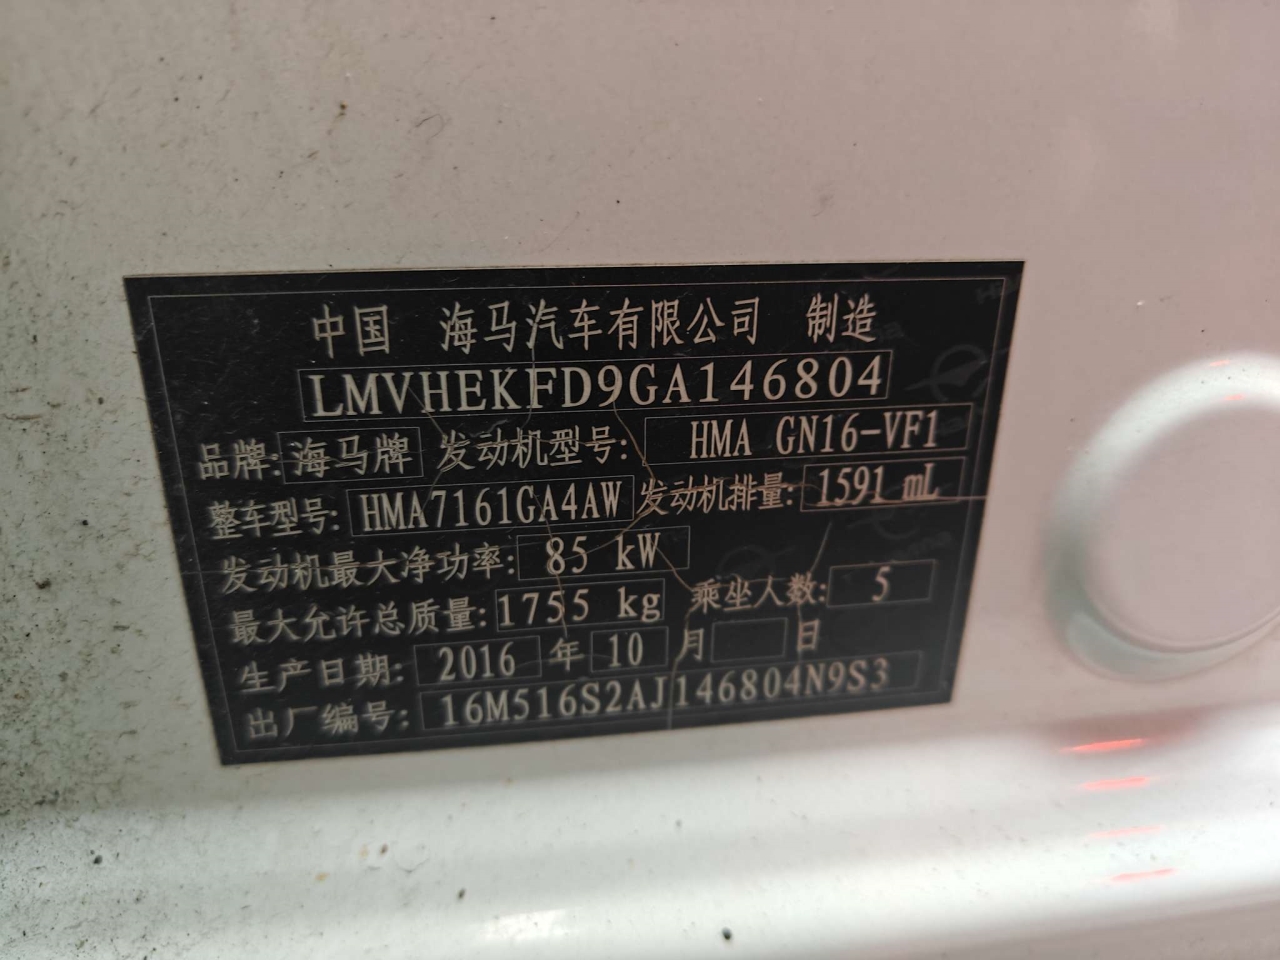 中国 海马汽车有限公司 制造
LMVHEKFD9GA146804
品牌: 海马牌 发动机型号: HMA GN16-VF1
整车型号: HMA7161GA4AW 发动机排量: 1591 mL
发动机最大净功率: 85 kW
最大允许总质量: 1755 kg 乘坐人数: 5
生产日期: 2016 年 10 月 日
出厂编号: 16M516S2AJ146804N9S3